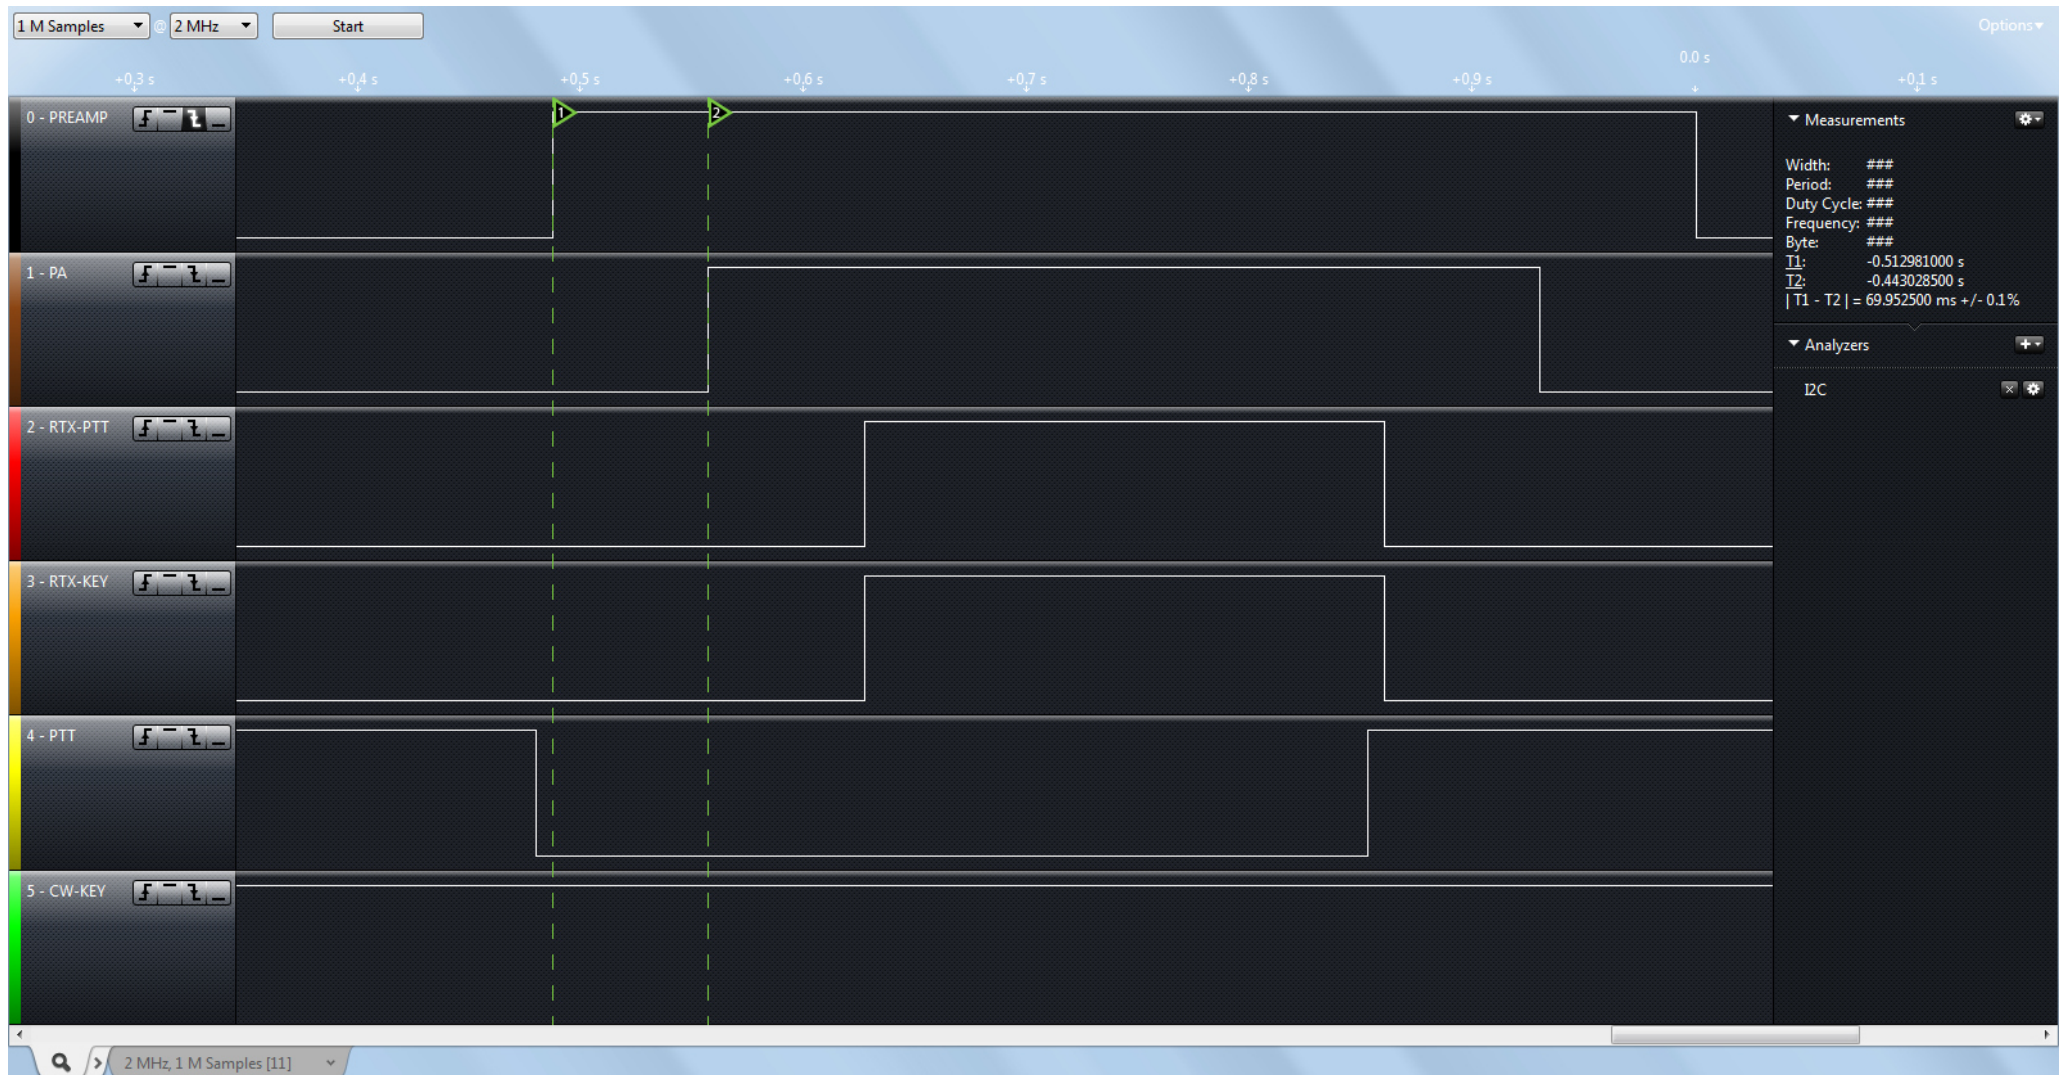 1 M Samples @ 2 MHz Start Options
0.0 s
+0,3 s +0,4 s +0,5 s +0,6 s +0,7 s +0,8 s +0,9 s +0,1 s
0 - PREAMP
1
2
Measurements
Width: ###
Period: ###
Duty Cycle: ###
Frequency: ###
Byte: ###
T1: -0.512981000 s
T2: -0.443028500 s
| T1 - T2 | = 69.952500 ms +/- 0.1%
1 - PA
Analyzers
I2C
2 - RTX-PTT
3 - RTX-KEY
4 - PTT
5 - CW-KEY
2 MHz, 1 M Samples [11]